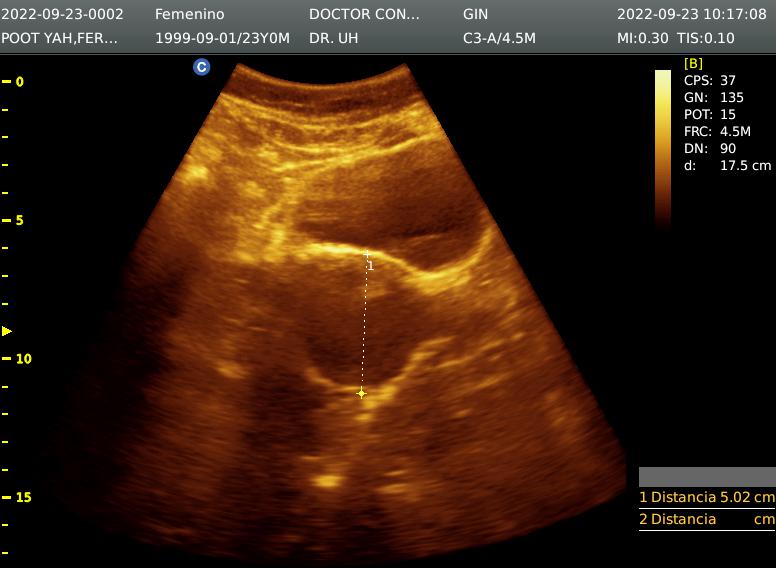 2022-09-23-0002 Femenino DOCTOR CON... GIN 2022-09-23 10:17:08
POOT YAH,FER... 1999-09-01/23Y0M DR. UH C3-A/4.5M MI:0.30 TIS:0.10
C
[B]
CPS: 37
GN: 135
POT: 15
FRC: 4.5M
DN: 90
d: 17.5 cm
0
5
1
10
15
1 Distancia 5.02 cm
2 Distancia cm